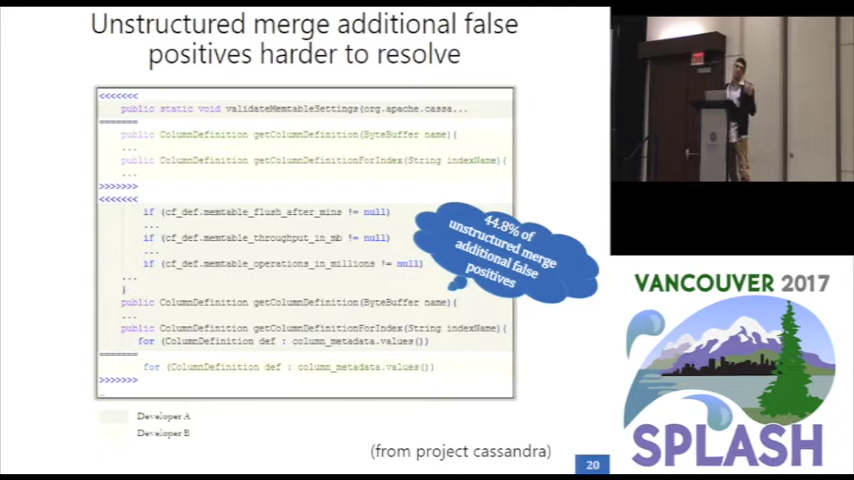 Unstructured merge additional false
positives harder to resolve
<<<<<<<
public static void validateMemtableSettings(org.apache.cassa...
=======
public ColumnDefinition getColumnDefinition(ByteBuffer name){
...
public ColumnDefinition getColumnDefinitionForIndex(String indexName){
...
>>>>>>>
<<<<<<<
if (cf_def.memtable_flush_after_mins != null)
...
if (cf_def.memtable_throughput_in_mb != null)
...
if (cf_def.memtable_operations_in_millions != null)
...
}
public ColumnDefinition getColumnDefinition(ByteBuffer name){
...
public ColumnDefinition getColumnDefinitionForIndex(String indexName){
for (ColumnDefinition def : column_metadata.values())
=======
for (ColumnDefinition def : column_metadata.values())
>>>>>>>
44.8% of
unstructured merge
additional false
positives
Developer A
Developer B
(from project cassandra)
20
VANCOUVER 2017
SPLASH